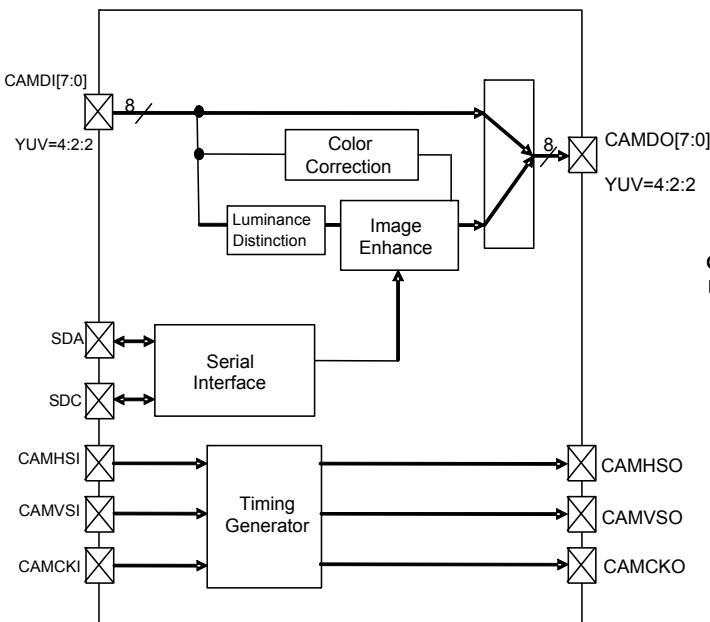 CAMDI[7:0]
8
YUV=4:2:2
Color
Correction
8
CAMDO[7:0]
YUV=4:2:2
Luminance
Distinction
Image
Enhance
SDA
Serial
Interface
SDC
CAMHSI
CAMHSO
CAMVSI
Timing
Generator
CAMVSO
CAMCKI
CAMCKO